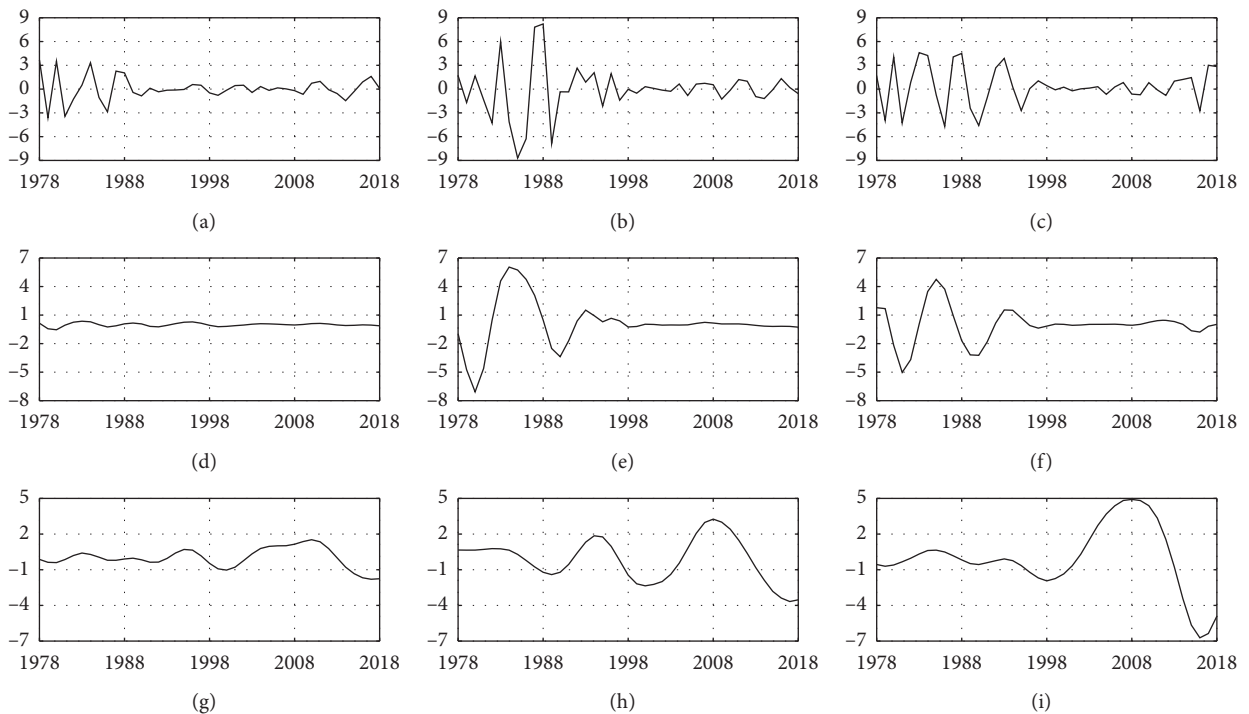 9 9 9
6 6 6
3 3 3
0 0 0
–3 –3 –3
–6 –6 –6
–9 –9 –9
1978 1988 1998 2008 2018 1978 1988 1998 2008 2018 1978 1988 1998 2008 2018
(a) (b) (c)
7 7 7
4 4 4
1 1 1
–2 –2 –2
–5 –5 –5
–8 –8 –8
1978 1988 1998 2008 2018 1978 1988 1998 2008 2018 1978 1988 1998 2008 2018
(d) (e) (f)
5 5 5
2 2 2
–1 –1 –1
–4 –4 –4
–7 –7 –7
1978 1988 1998 2008 2018 1978 1988 1998 2008 2018 1978 1988 1998 2008 2018
(g) (h) (i)